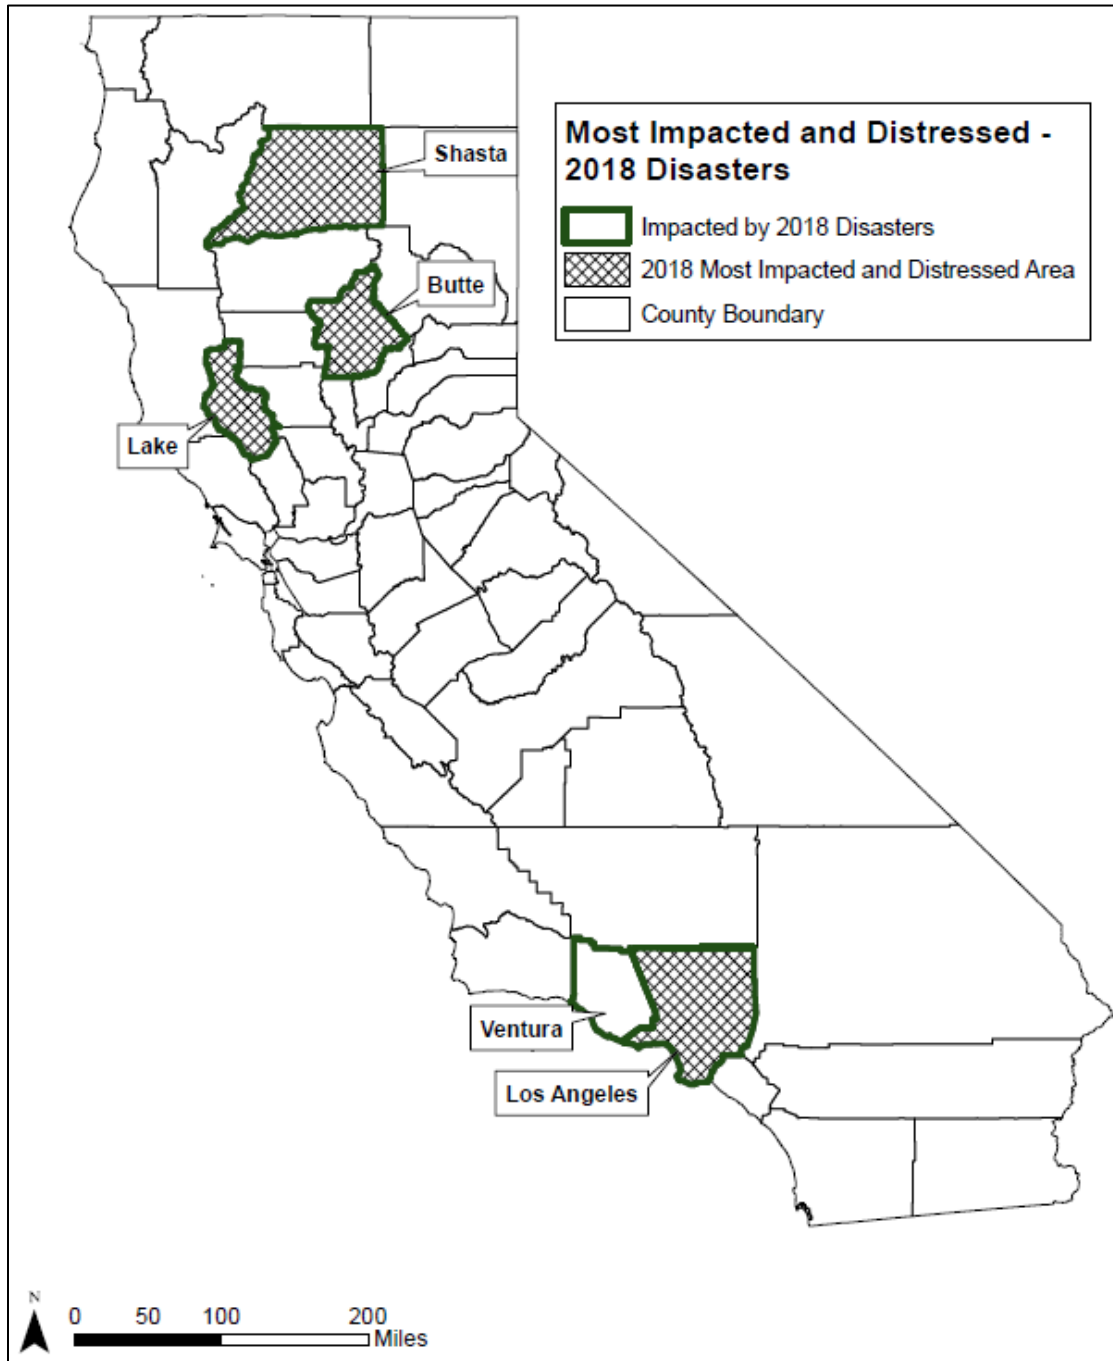 Most Impacted and Distressed -
2018 Disasters
Impacted by 2018 Disasters
2018 Most Impacted and Distressed Area
County Boundary
Shasta
Butte
Lake
Ventura
Los Angeles
N
0 50 100 200
Miles